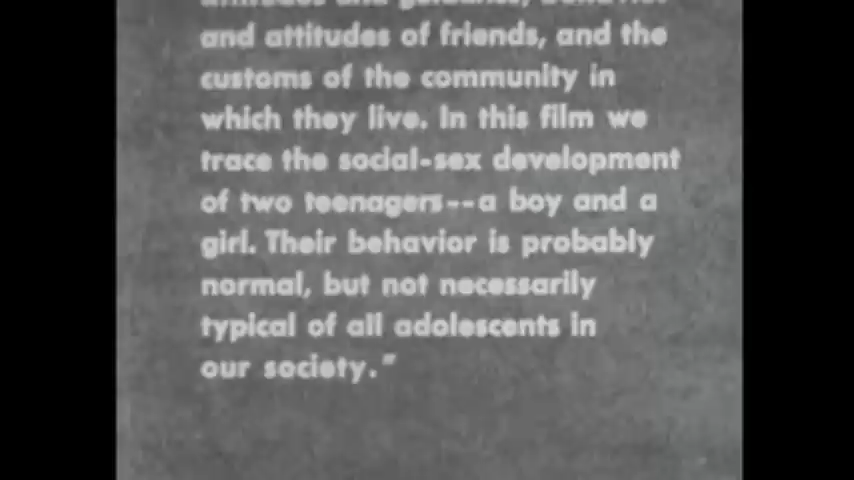 and attitudes of friends, and the
customs of the community in
which they live. In this film we
trace the social-sex development
of two teenagers--a boy and a
girl. Their behavior is probably
normal, but not necessarily
typical of all adolescents in
our society."